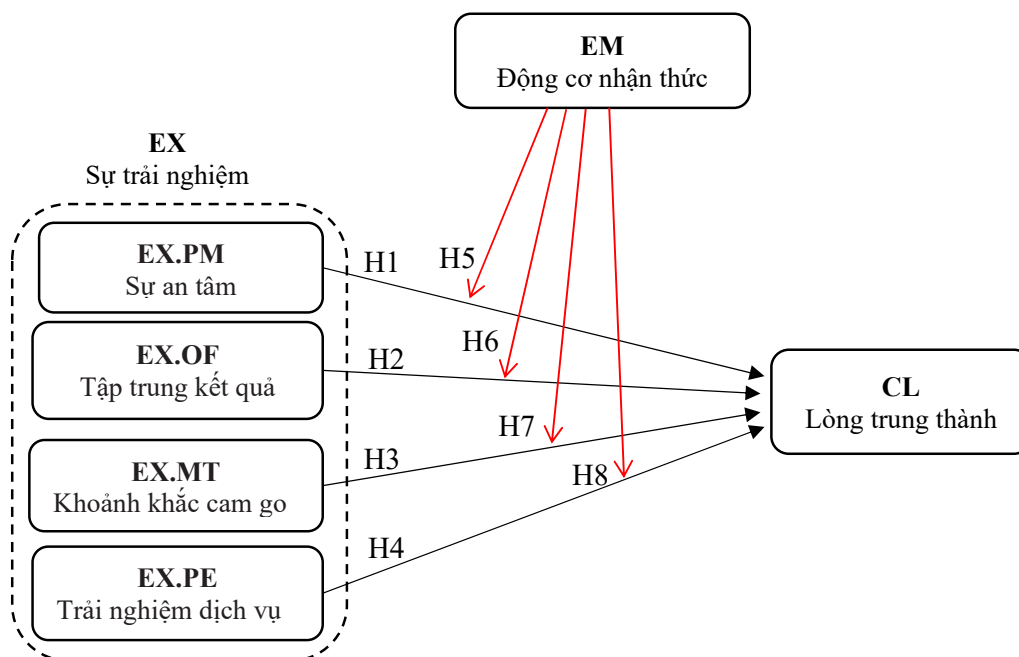 EM
Động cơ nhận thức
EX
Sự trải nghiệm
EX.PM
Sự an tâm
H1
H5
EX.OF
Tập trung kết quả
H2
H6
CL
Lòng trung thành
EX.MT
Khoảnh khắc cam go
H3
H7
H8
EX.PE
Trải nghiệm dịch vụ
H4